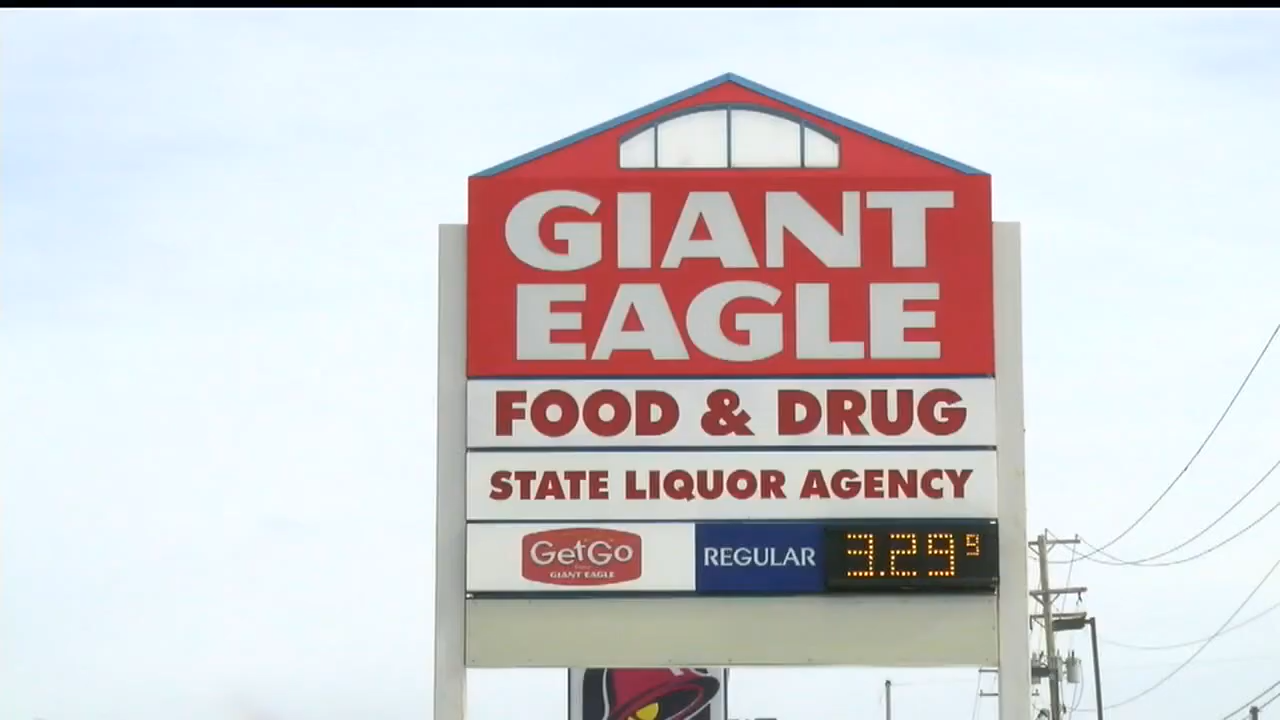 GIANT
EAGLE
FOOD & DRUG
STATE LIQUOR AGENCY
GetGo
GIANT EAGLE
REGULAR
3.29 9